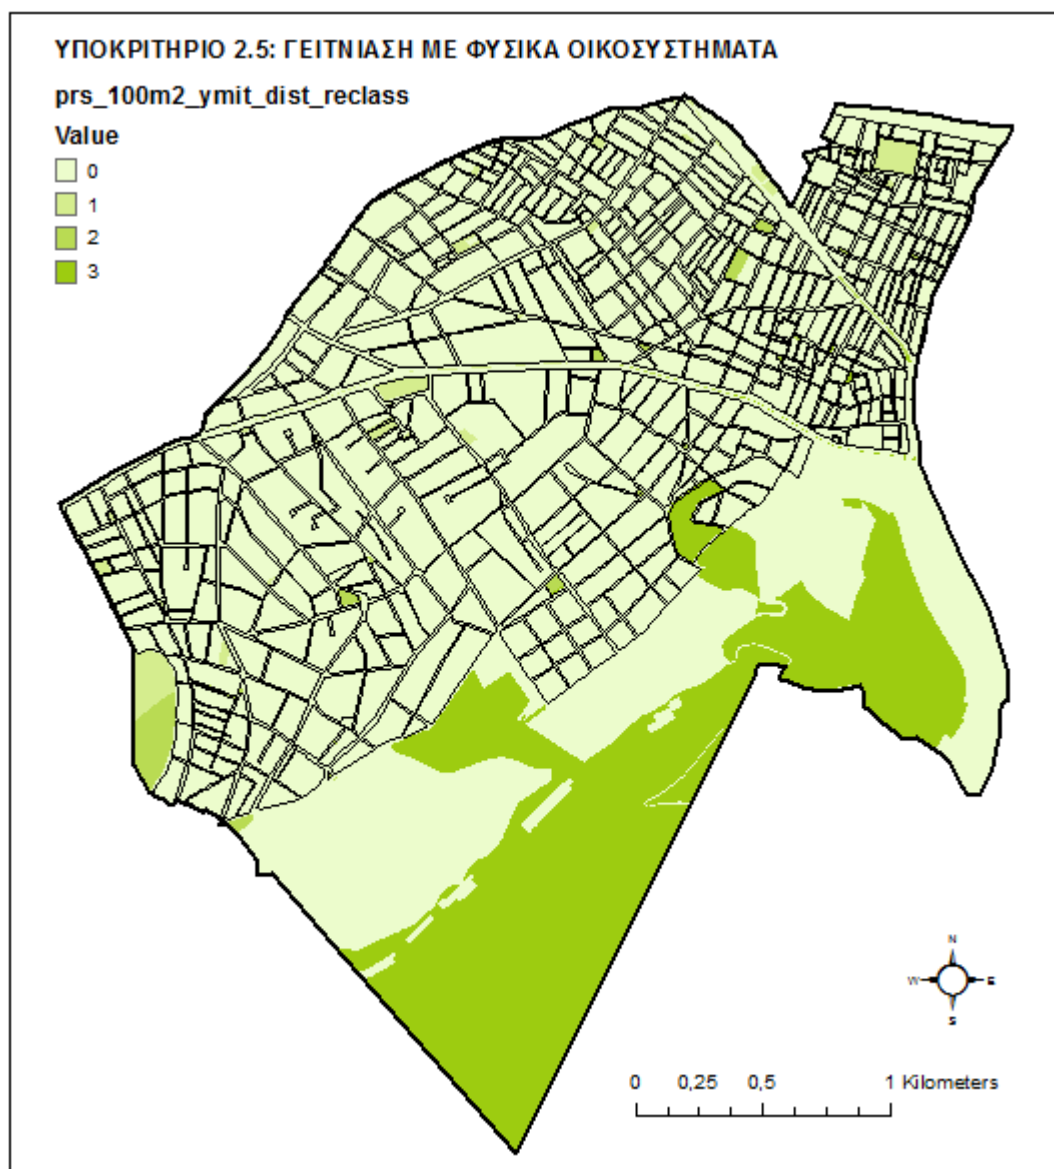 ΥΠΟΚΡΙΤΗΡΙΟ 2.5: ΓΕΙΤΝΙΑΣΗ ΜΕ ΦΥΣΙΚΑ ΟΙΚΟΣΥΣΤΗΜΑΤΑ
prs_100m2_ymit_dist_reclass
Value
0
1
2
3
N
W E
S
0 0,25 0,5 1 Kilometers